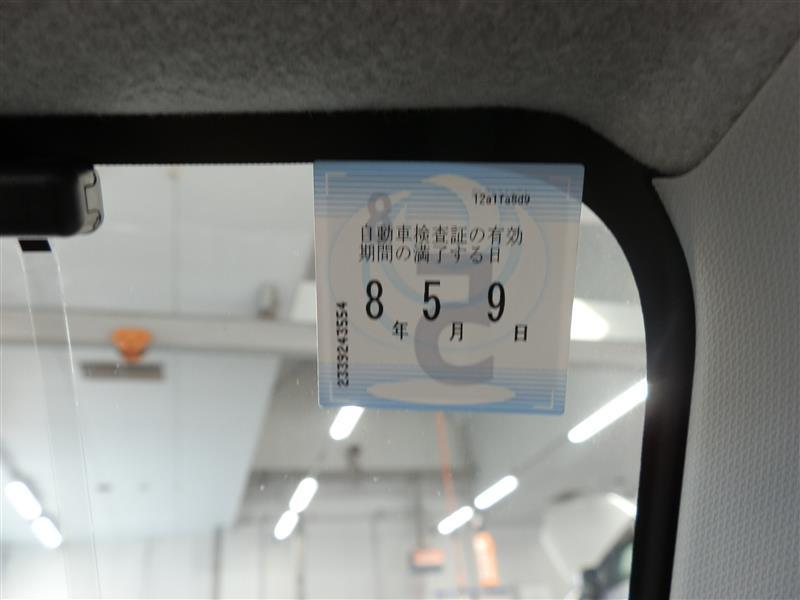 12a1fa8d9
自動車検査証の有効
期間の満了する日
8年5月9日
2339243554